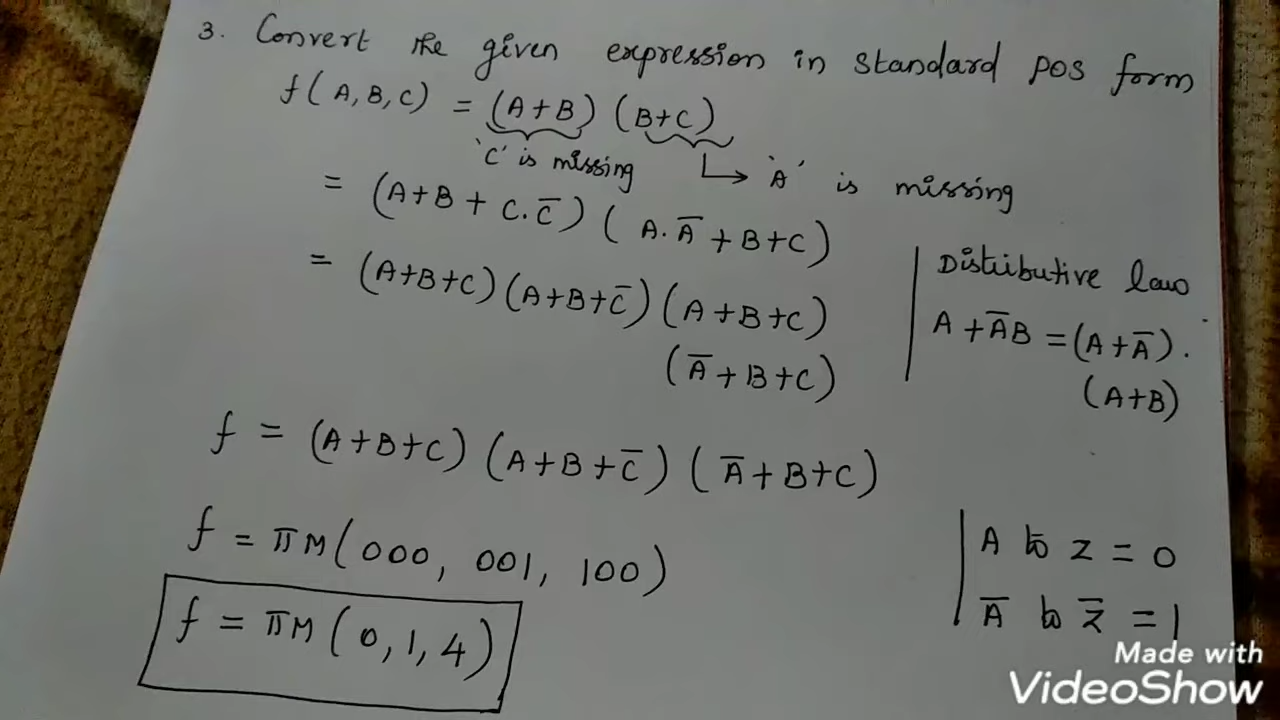 3. Convert the given expression in standard POS form
f(A,B,C) = (A+B) (B+C)
'C' is missing → 'A' is missing
= (A+B + C.C̅) ( A.A̅ + B+C)
= (A+B+C) (A+B+C̅) (A+B+C)
(A̅+B+C)
Distributive law
A + A̅B = (A+A̅).
(A+B)
f = (A+B+C) (A+B+C̅) (A̅+B+C)
f = πM(000, 001, 100)
f = πM(0,1,4)
A to Z = 0
A̅ to Z̅ = 1
Made with
VideoShow